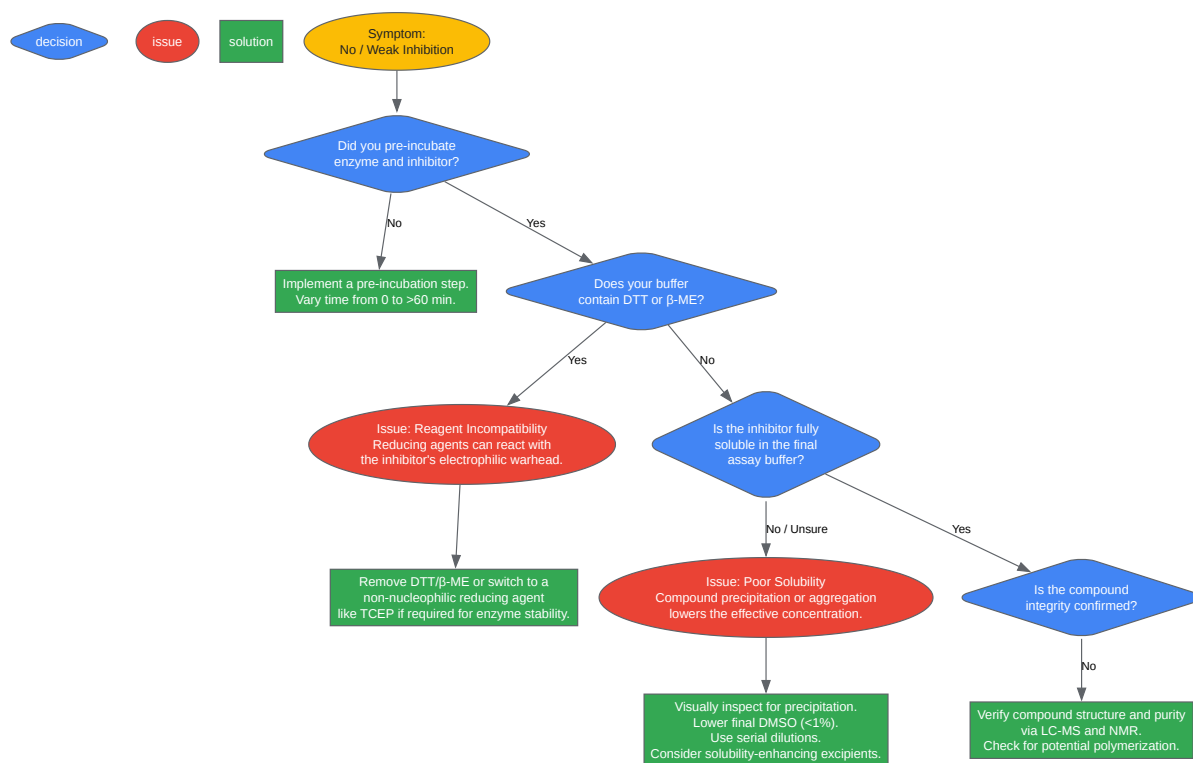 decision
issue
solution
Symptom:
No / Weak Inhibition
Did you pre-incubate
enzyme and inhibitor?
No
Yes
Implement a pre-incubation step.
Vary time from 0 to >60 min.
Does your buffer
contain DTT or β-ME?
Yes
No
Issue: Reagent Incompatibility
Reducing agents can react with
the inhibitor's electrophilic warhead.
Is the inhibitor fully
soluble in the final
assay buffer?
No / Unsure
Yes
Remove DTT/β-ME or switch to a
non-nucleophilic reducing agent
like TCEP if required for enzyme stability.
Issue: Poor Solubility
Compound precipitation or aggregation
lowers the effective concentration.
Is the compound
integrity confirmed?
No
Visually inspect for precipitation.
Lower final DMSO (<1%).
Use serial dilutions.
Consider solubility-enhancing excipients.
Verify compound structure and purity
via LC-MS and NMR.
Check for potential polymerization.